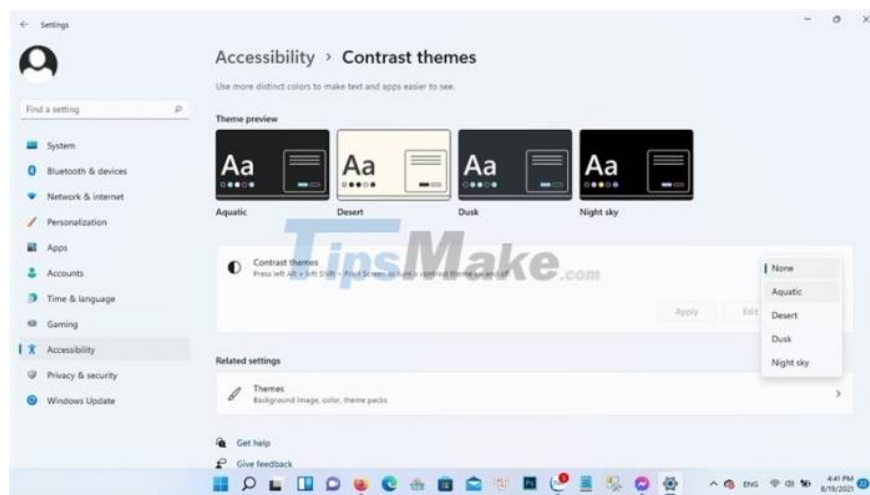 Settings
Accessibility > Contrast themes
Use more distinct colors to make text and apps easier to see.
Find a setting
Theme preview
System
Bluetooth & devices
Network & internet
Personalization
Apps
Accounts
Time & language
Gaming
Accessibility
Privacy & security
Windows Update
Aa
Aa
Aa
Aa
Aquatic
Desert
Dusk
Night sky
TipsMake.com
Contrast themes
Press left Alt + left Shift + Print Screen to turn a contrast theme on and off
None
Aquatic
Desert
Dusk
Night sky
Apply
Edit
Related settings
Themes
Background image, color, theme packs
Get help
Give feedback
ENG
4:41 PM
8/19/2021